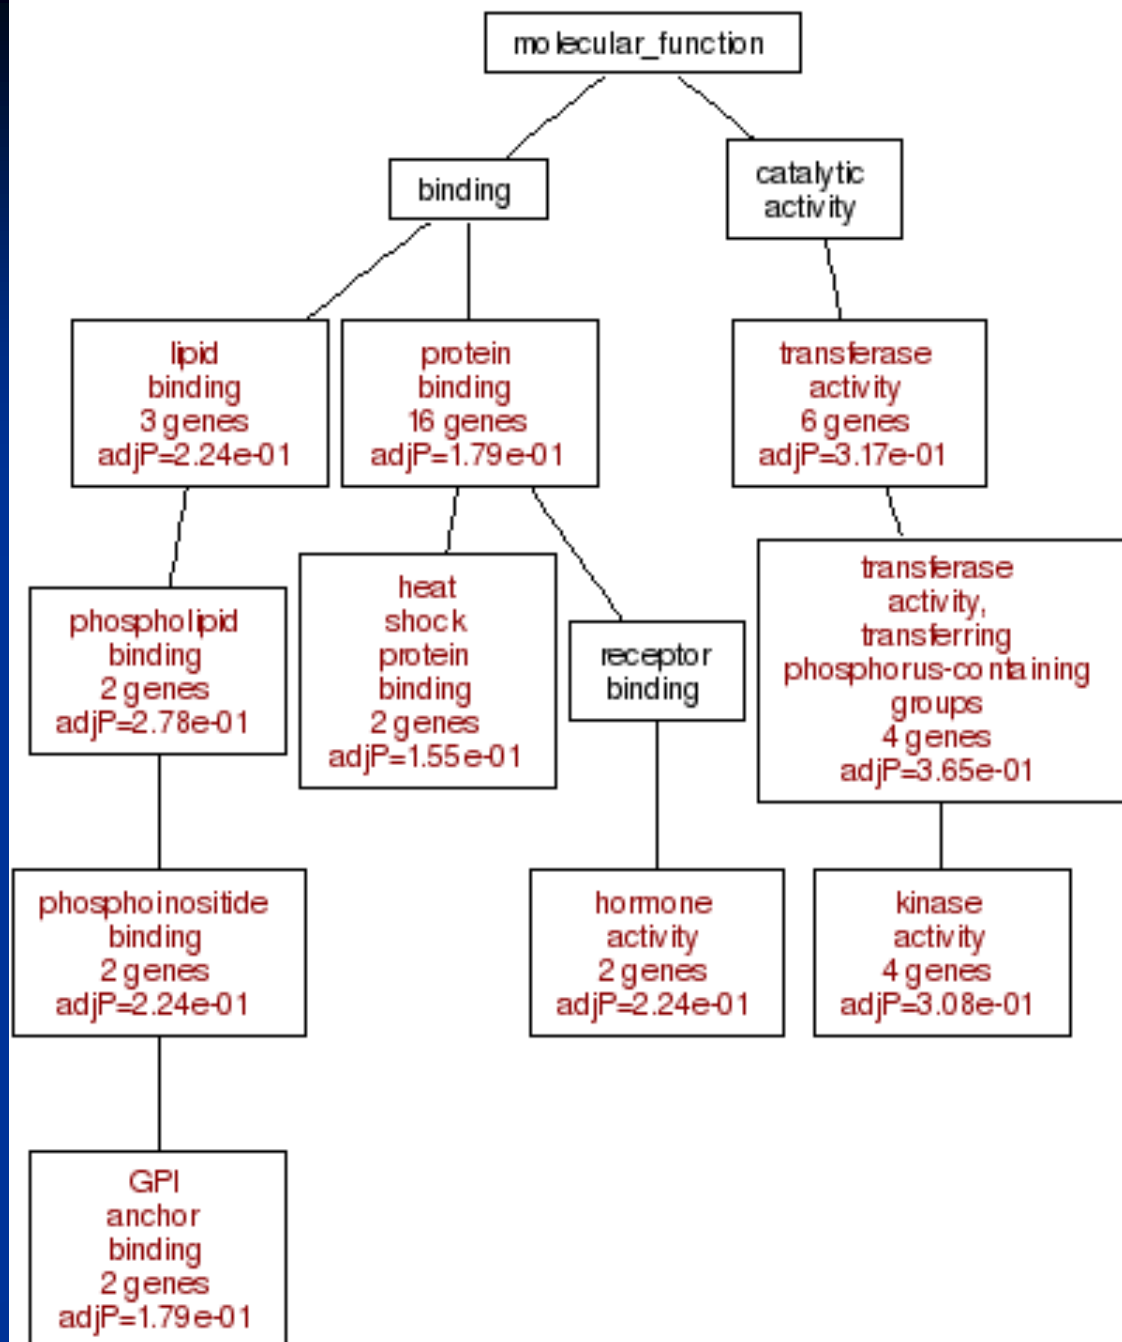 molecular_function
binding
catalytic
activity
lipid
binding
3 genes
adjP=2.24e-01
protein
binding
16 genes
adjP=1.79e-01
transferase
activity
6 genes
adjP=3.17e-01
phospholipid
binding
2 genes
adjP=2.78e-01
heat
shock
protein
binding
2 genes
adjP=1.55e-01
receptor
binding
transferase
activity,
transferring
phosphorus-containing
groups
4 genes
adjP=3.65e-01
phosphoinositide
binding
2 genes
adjP=2.24e-01
hormone
activity
2 genes
adjP=2.24e-01
kinase
activity
4 genes
adjP=3.08e-01
GPI
anchor
binding
2 genes
adjP=1.79e-01